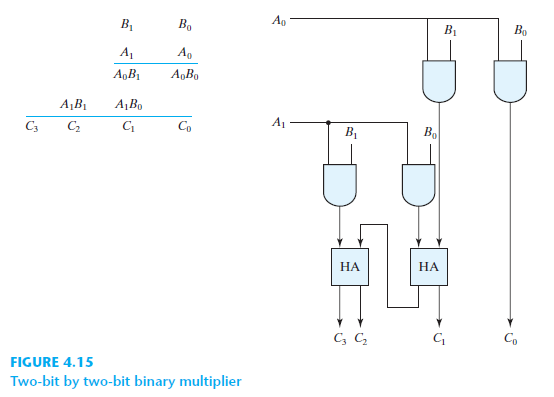 B₁ B₀
A₁ A₀
A₀B₁ A₀B₀
A₁B₁ A₁B₀
C₃ C₂ C₁ C₀
A₀
B₁ B₀
A₁
B₁ B₀
HA HA
C₃ C₂ C₁ C₀
FIGURE 4.15
Two-bit by two-bit binary multiplier